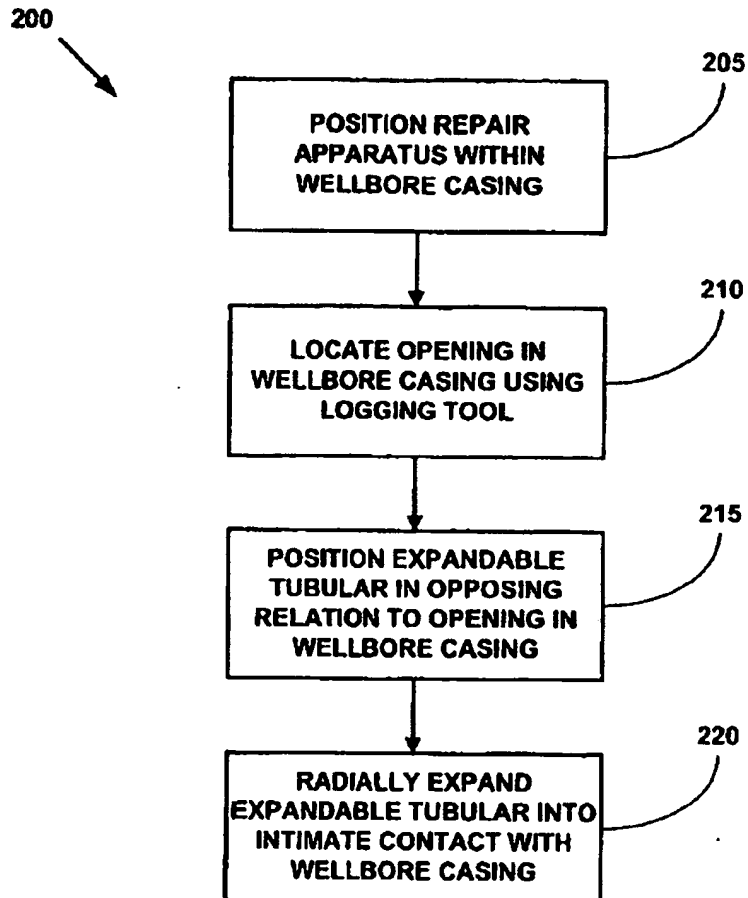 200
205
POSITION REPAIR
APPARATUS WITHIN
WELLBORE CASING
210
LOCATE OPENING IN
WELLBORE CASING USING
LOGGING TOOL
215
POSITION EXPANDABLE
TUBULAR IN OPPOSING
RELATION TO OPENING IN
WELLBORE CASING
220
RADIALLY EXPAND
EXPANDABLE TUBULAR INTO
INTIMATE CONTACT WITH
WELLBORE CASING